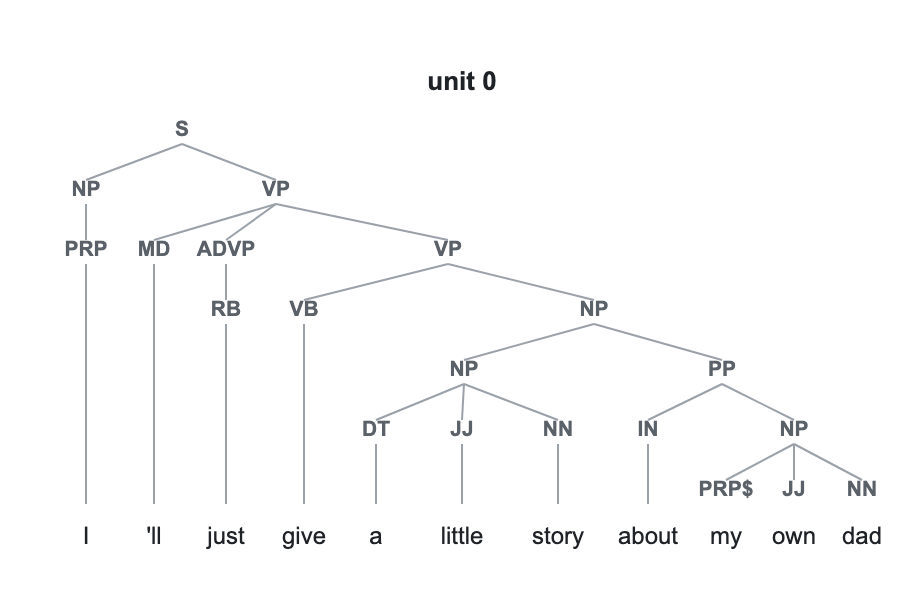 unit 0
S
NP VP
PRP MD ADVP VP
RB VB NP
NP PP
DT JJ NN IN NP
PRP$ JJ NN
I 'll just give a little story about my own dad